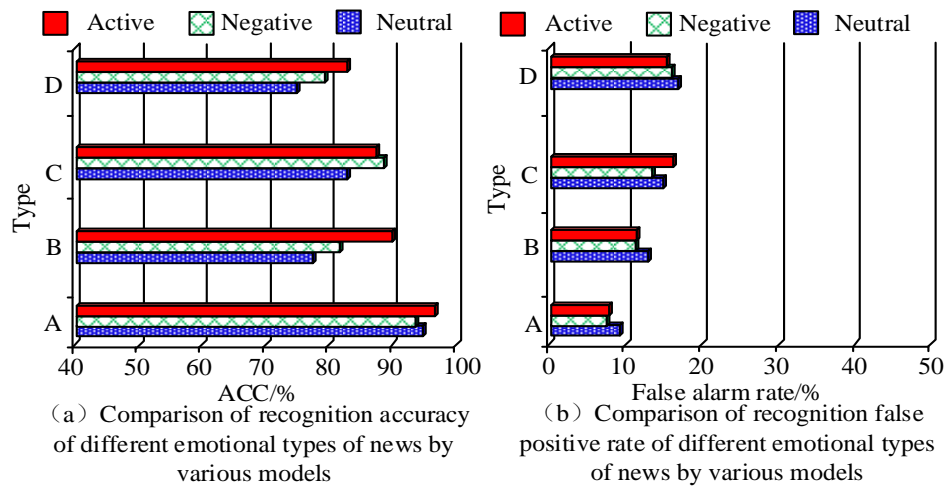 Active Negative Neutral
Type
D
C
B
A
40 50 60 70 80 90 100
ACC/%
（a）Comparison of recognition accuracy
of different emotional types of news by
various models
Active Negative Neutral
Type
D
C
B
A
0 10 20 30 40 50
False alarm rate/%
（b）Comparison of recognition false
positive rate of different emotional types
of news by various models